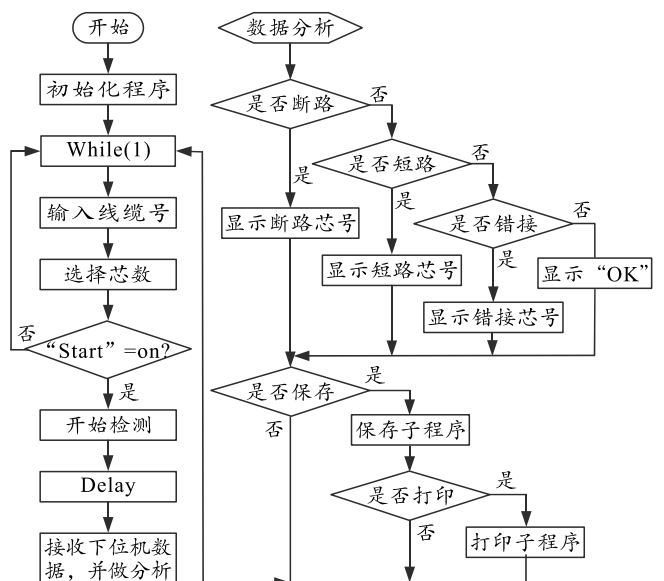 开始
初始化程序
While(1)
输入线缆号
选择芯数
“Start”=on?
否
是
开始检测
Delay
接收下位机数
据，并做分析
数据分析
是否断路
否
是
显示断路芯号
是否短路
否
是
显示短路芯号
是否错接
否
是
显示错接芯号
显示“OK”
是否保存
是
否
保存子程序
是否打印
是
否
打印子程序